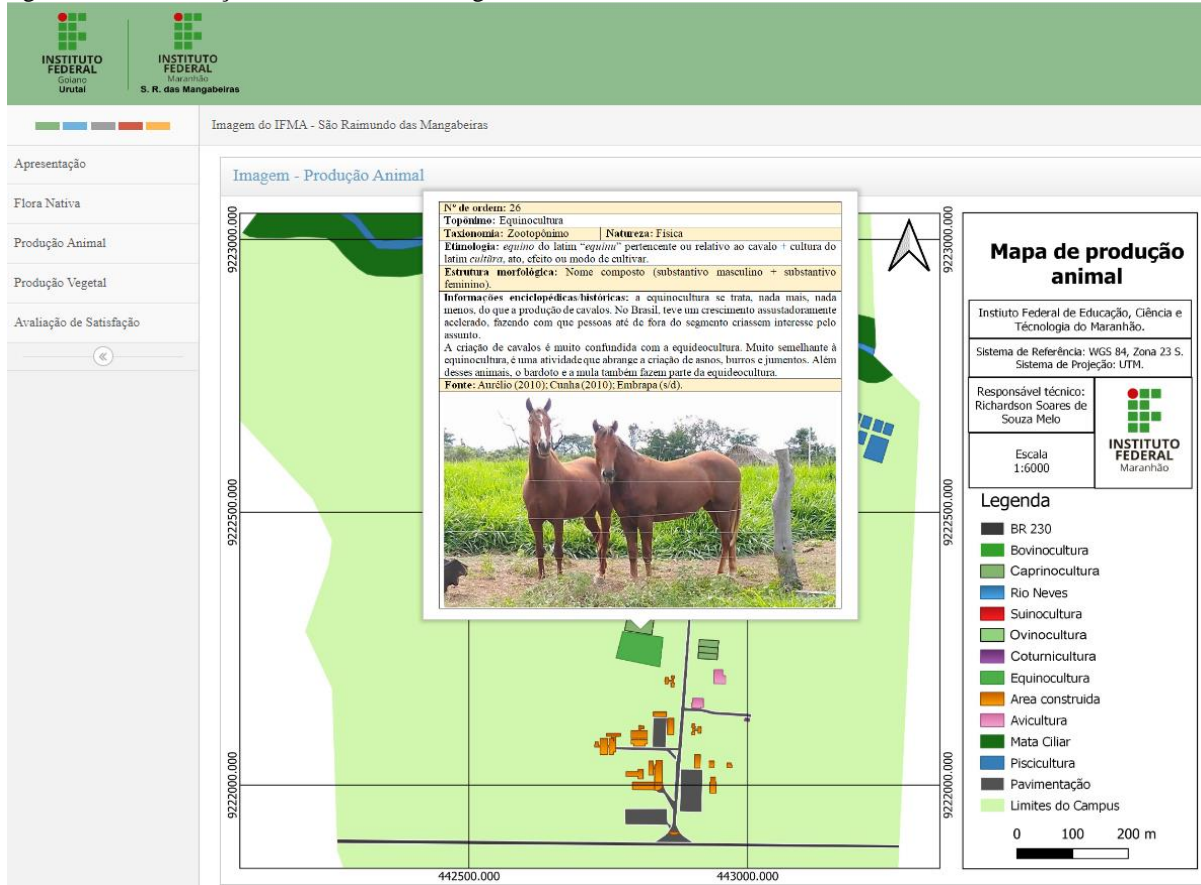 INSTITUTO
FEDERAL
Goiano
Urutaí
INSTITUTO
FEDERAL
Maranhão
S. R. das Mangabeiras
Imagem do IFMA - São Raimundo das Mangabeiras
Apresentação
Flora Nativa
Produção Animal
Produção Vegetal
Avaliação de Satisfação
Imagem - Produção Animal
Nº de ordem: 26
Topônimo: Equinocultura
Taxionomia: Zootopônimo Natureza: Física
Etimologia: equino do latim “equinu” pertencente ou relativo ao cavalo + cultura do
latim cultūra, ato, efeito ou modo de cultivar.
Estrutura morfológica: Nome composto (substantivo masculino + substantivo
feminino).
Informações enciclopédicas/históricas: a equinocultura se trata, nada mais, nada
menos, do que a produção de cavalos. No Brasil, teve um crescimento assustadoramente
acelerado, fazendo com que pessoas até de fora do segmento criassem interesse pelo
assunto.
A criação de cavalos é muito confundida com a equideocultura. Muito semelhante à
equinocultura, é uma atividade que abrange a criação de asnos, burros e jumentos. Além
desses animais, o bardoto e a mula também fazem parte da equideocultura.
Fonte: Aurélio (2010); Cunha (2010); Embrapa (s/d).
9223000.000
9222500.000
9222000.000
9223000.000
9222500.000
9222000.000
442500.000
443000.000
Mapa de produção
animal
Instiuto Federal de Educação, Ciência e
Técnologia do Maranhão.
Sistema de Referência: WGS 84, Zona 23 S.
Sistema de Projeção: UTM.
Responsável técnico:
Richardson Soares de
Souza Melo
Escala
1:6000
INSTITUTO
FEDERAL
Maranhão
Legenda
BR 230
Bovinocultura
Caprinocultura
Rio Neves
Suinocultura
Ovinocultura
Coturnicultura
Equinocultura
Area construida
Avicultura
Mata Ciliar
Piscicultura
Pavimentação
Limites do Campus
0 100 200 m